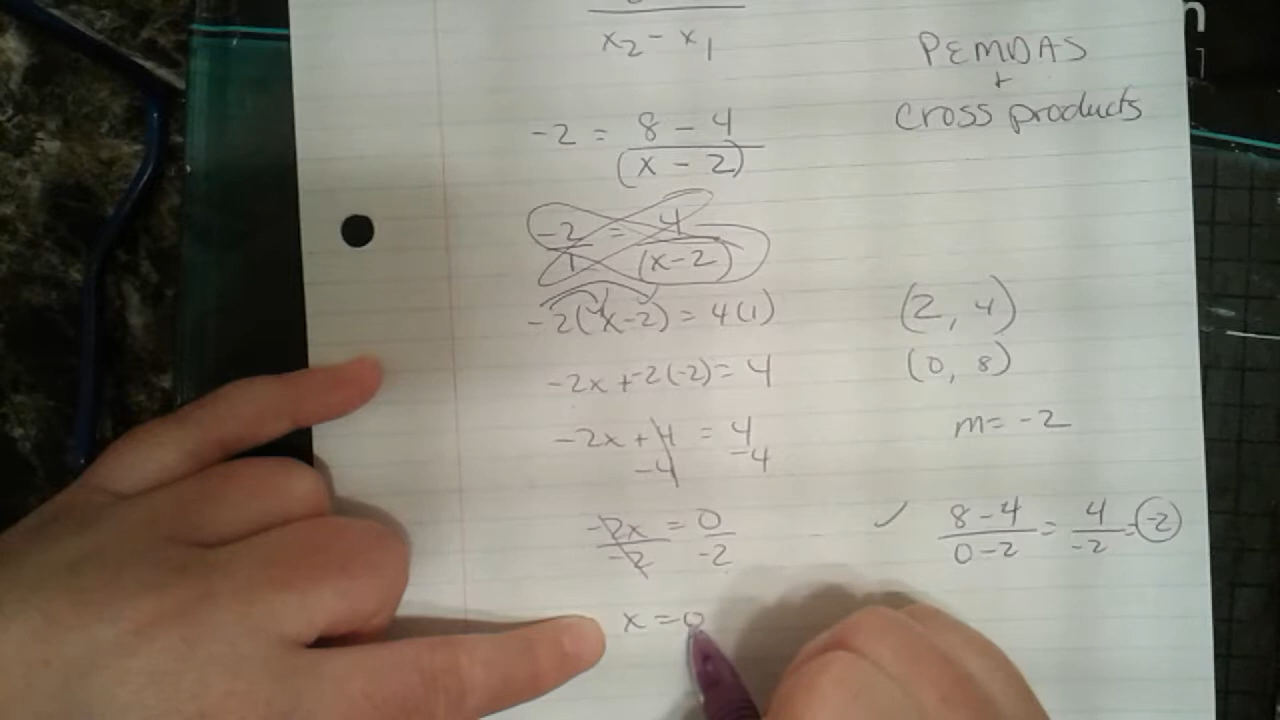 x₂ - x₁
PEMDAS
+
Cross products
-2 = 8 - 4 / (x - 2)
-2 / 1 = 4 / (x-2)
-2(x-2) = 4(1)
-2x + -2(-2) = 4
-2x + 4 = 4
-4 -4
-2x / -2 = 0 / -2
x = 0
(2, 4)
(0, 8)
m = -2
✓ 8-4 / 0-2 = 4 / -2 = -2